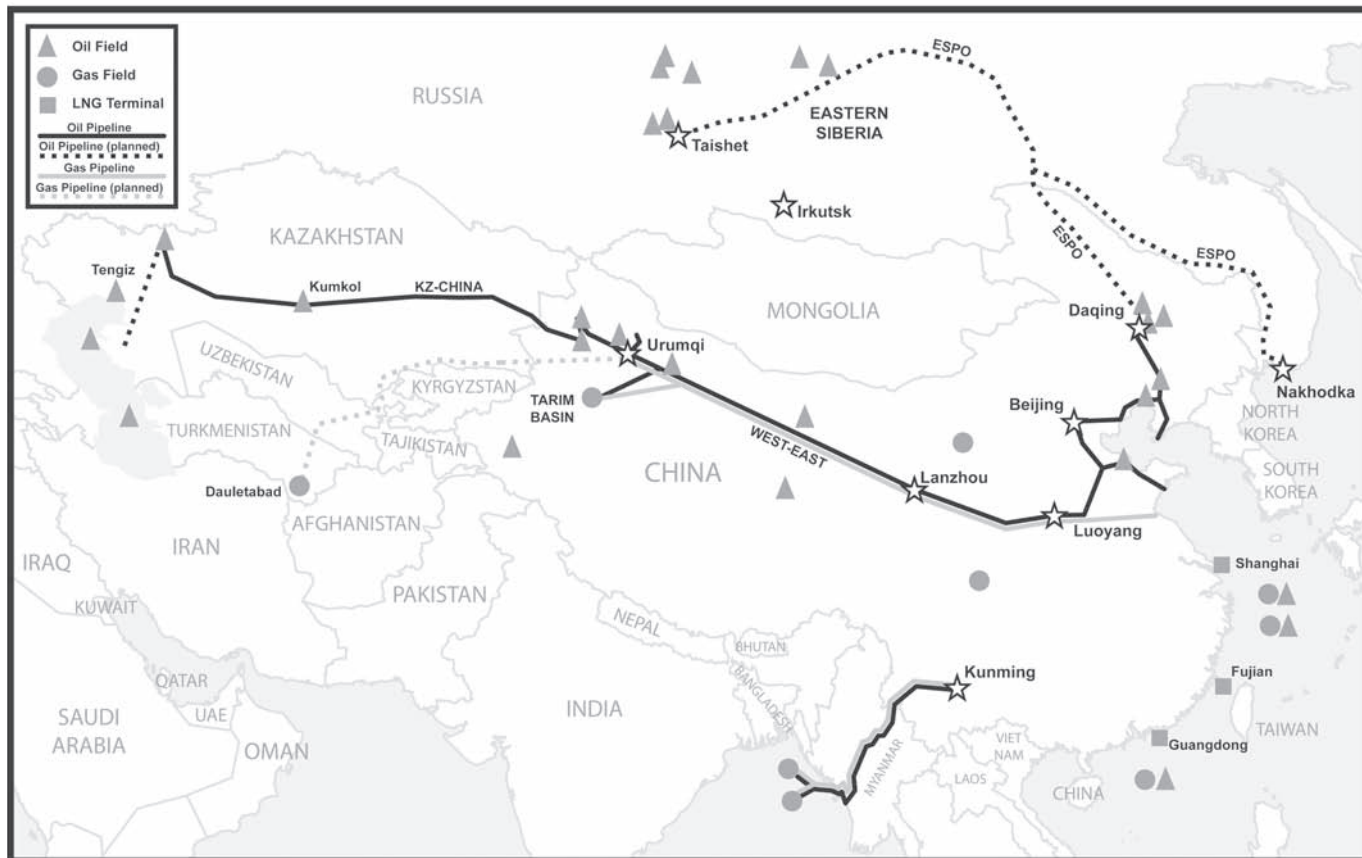 Oil Field
Gas Field
LNG Terminal
Oil Pipeline
Oil Pipeline (planned)
Gas Pipeline
Gas Pipeline (planned)
ESPO
ESPO
RUSSIA
EASTERN
SIBERIA
Taishet
Irkutsk
KAZAKHSTAN
ESPO
ESPO
Tengiz
Kumkol
KZ-CHINA
MONGOLIA
Daqing
UZBEKISTAN
Urumqi
KYRGYZSTAN
Nakhodka
TARIM
BASIN
Beijing
NORTH
KOREA
TURKMENISTAN
TAJIKISTAN
WEST-EAST
CHINA
SOUTH
KOREA
Dauletabad
Lanzhou
AFGHANISTAN
Luoyang
IRAN
IRAQ
Shanghai
PAKISTAN
KUWAIT
NEPAL
BHUTAN
Kunming
Fujian
QATAR
BANGLADESH
INDIA
SAUDI
ARABIA
UAE
TAIWAN
OMAN
VIET
NAM
Guangdong
MYANMAR
LAOS
CHINA